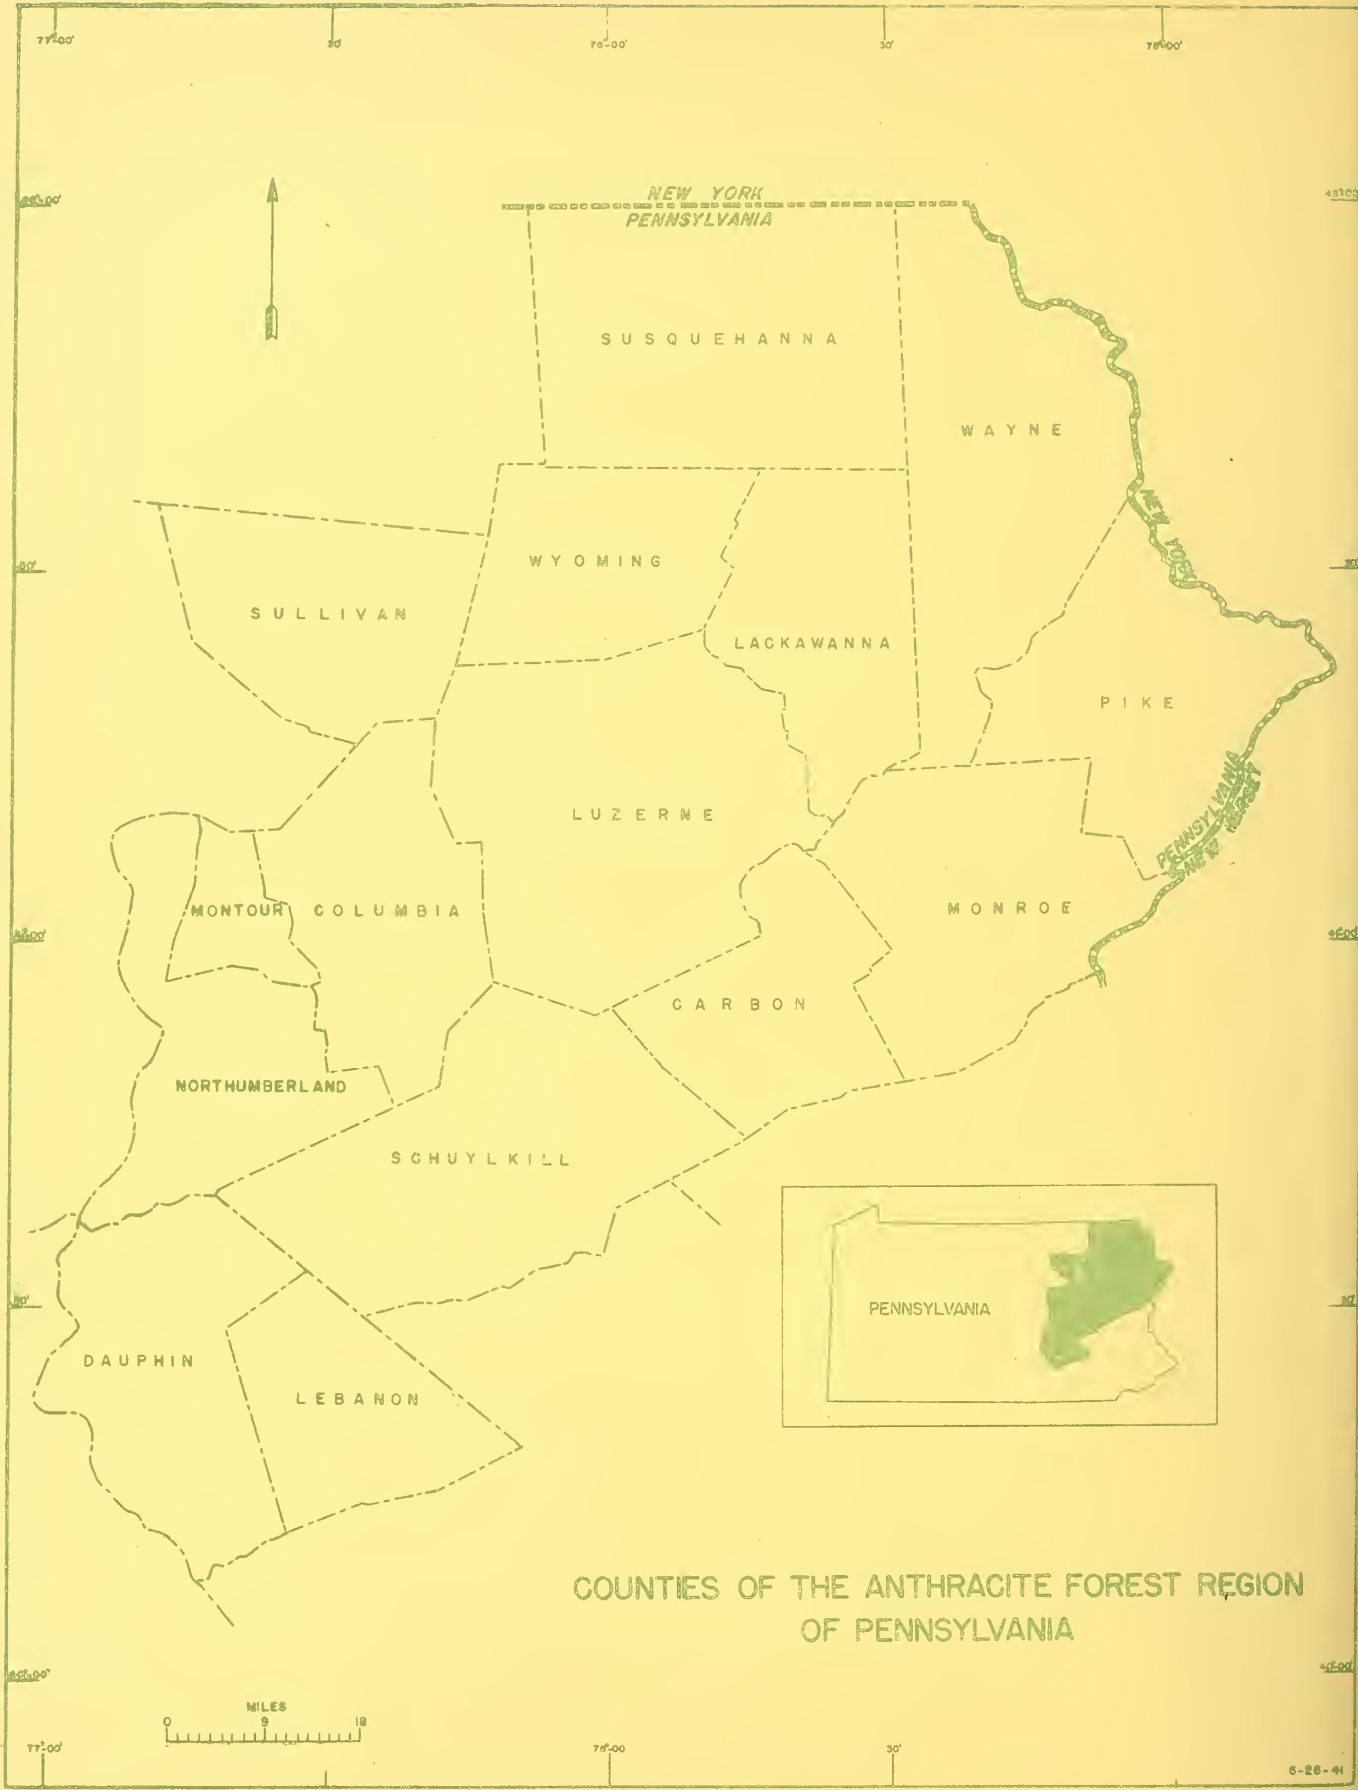 77°00' 30' 76°00' 30' 75°00'
NEW YORK
PENNSYLVANIA
SUSQUEHANNA
WAYNE
NEW YORK
WYOMING
SULLIVAN
LACKAWANNA
PIKE
PENNSYLVANIA
NEW JERSEY
LUZERNE
MONTOUR COLUMBIA
MONROE
CARBON
NORTHUMBERLAND
SCHUYLKILL
PENNSYLVANIA
DAUPHIN
LEBANON
COUNTIES OF THE ANTHRACITE FOREST REGION
OF PENNSYLVANIA
40°00'
MILES
0 9 18
77°00' 76°00' 30'
6-26-41